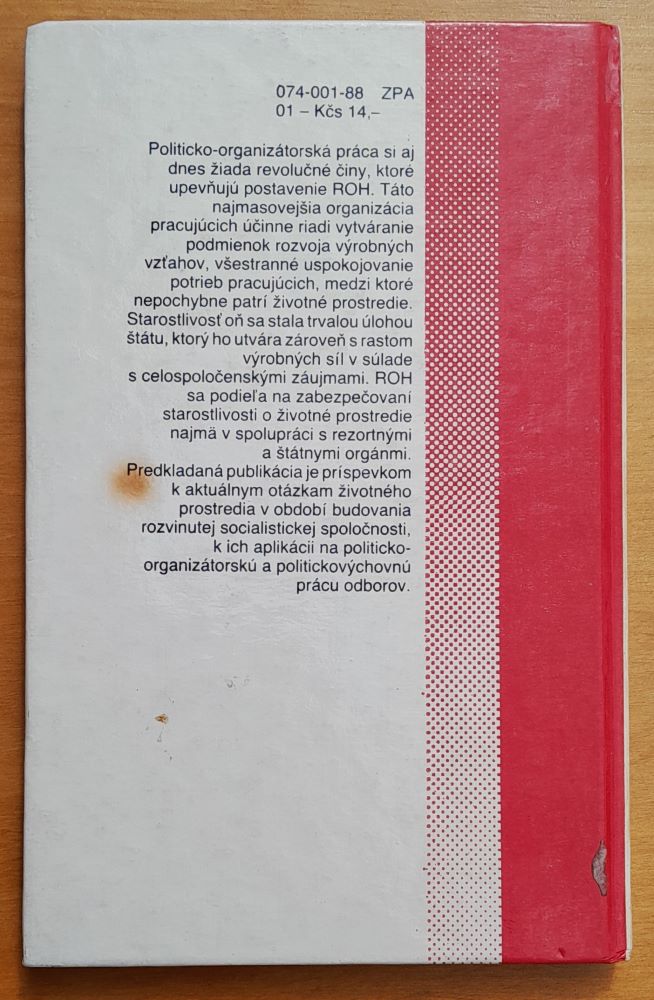 074-001-88 ZPA
01 – Kčs 14,–
Politicko-organizátorská práca si aj
dnes žiada revolučné činy, ktoré
upevňujú postavenie ROH. Táto
najmasovejšia organizácia
pracujúcich účinne riadi vytváranie
podmienok rozvoja výrobných
vzťahov, všestranné uspokojovanie
potrieb pracujúcich, medzi ktoré
nepochybne patrí životné prostredie.
Starostlivosť oň sa stala trvalou úlohou
štátu, ktorý ho utvára zároveň s rastom
výrobných síl v súlade
s celospoločenskými záujmami. ROH
sa podieľa na zabezpečovaní
starostlivosti o životné prostredie
najmä v spolupráci s rezortnými
a štátnymi orgánmi.
Predkladaná publikácia je príspevkom
k aktuálnym otázkam životného
prostredia v období budovania
rozvinutej socialistickej spoločnosti,
k ich aplikácii na politicko-
organizátorskú a politickovýchovnú
prácu odborov.